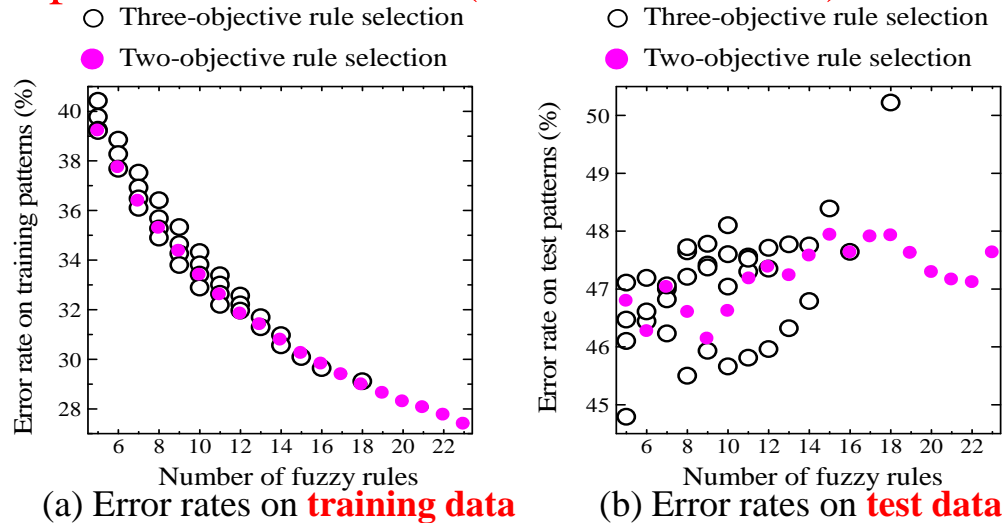 Three-objective rule selection
Two-objective rule selection
Error rate on training patterns (%)
40
38
36
34
32
30
28
6 8 10 12 14 16 18 20 22
Number of fuzzy rules
(a) Error rates on training data
Three-objective rule selection
Two-objective rule selection
Error rate on test patterns (%)
50
49
48
47
46
45
6 8 10 12 14 16 18 20 22
Number of fuzzy rules
(b) Error rates on test data